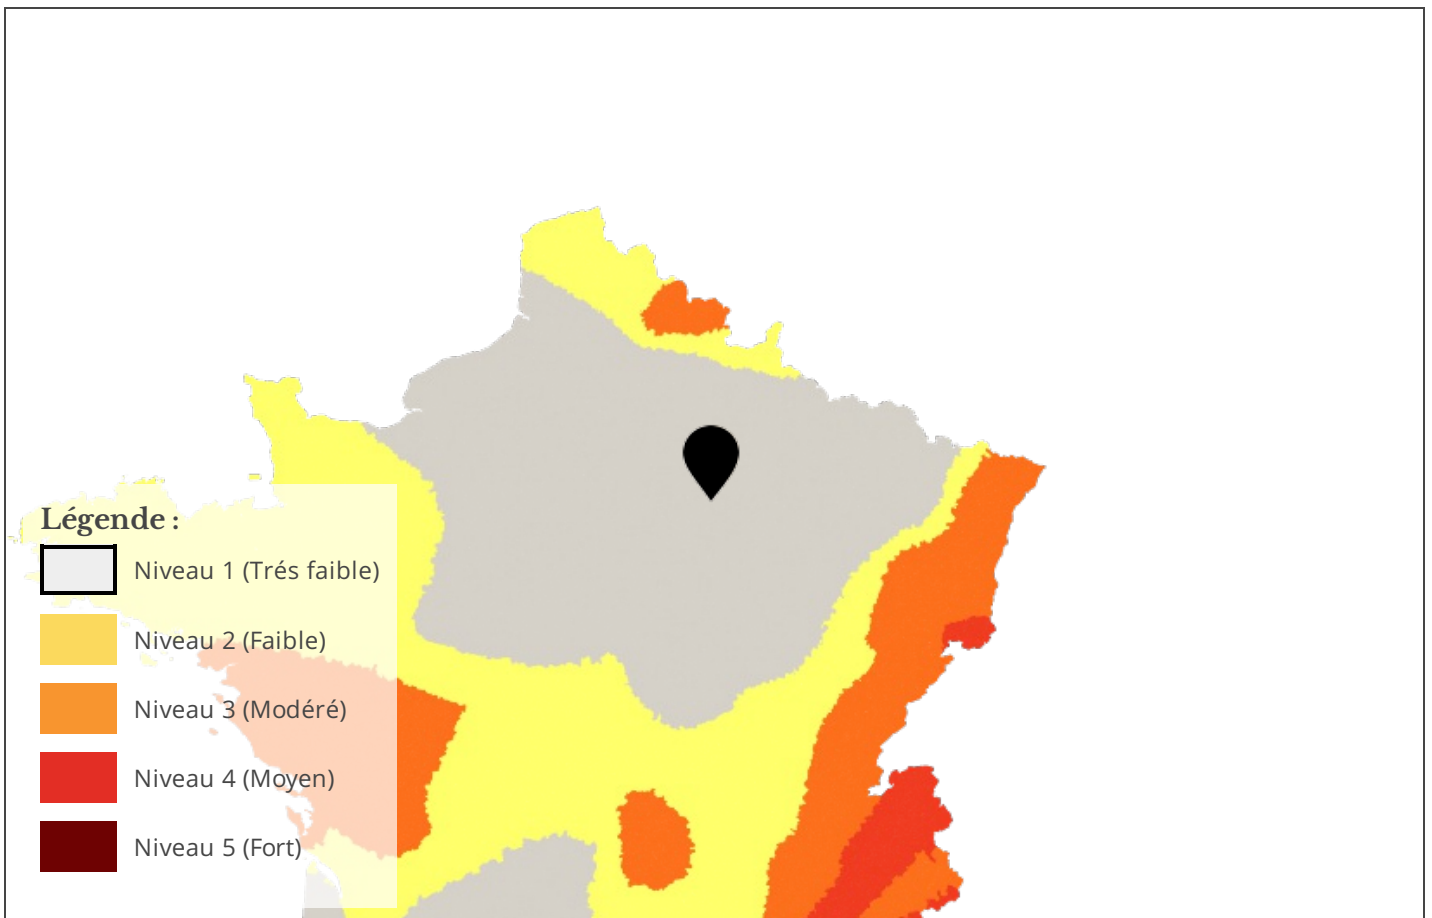 Légende :
Niveau 1 (Trés faible)
Niveau 2 (Faible)
Niveau 3 (Modéré)
Niveau 4 (Moyen)
Niveau 5 (Fort)